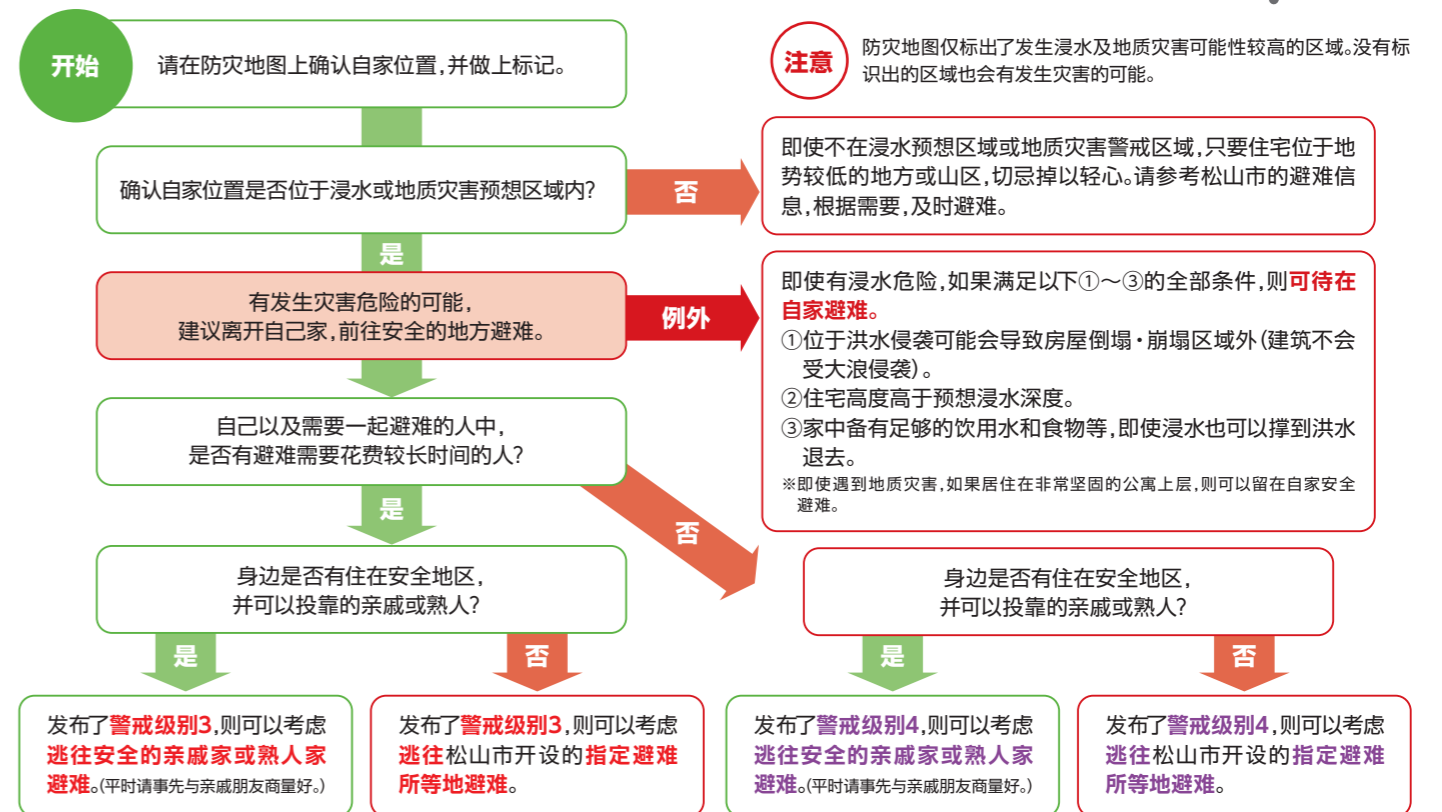 开始
请在防灾地图上确认自家位置,并做上标记。
注意
防灾地图仅标出了发生浸水及地质灾害可能性较高的区域。没有标
识出的区域也会有发生灾害的可能。
确认自家位置是否位于浸水或地质灾害预想区域内?
否
即使不在浸水预想区域或地质灾害警戒区域,只要住宅位于地
势较低的地方或山区,切忌掉以轻心。请参考松山市的避难信
息,根据需要,及时避难。
是
有发生灾害危险的可能,
建议离开自己家,前往安全的地方避难。
例外
即使有浸水危险,如果满足以下①～③的全部条件,则可待在
自家避难。
①位于洪水侵袭可能会导致房屋倒塌・崩塌区域外(建筑不会
受大浪侵袭)。
②住宅高度高于预想浸水深度。
③家中备有足够的饮用水和食物等,即使浸水也可以撑到洪水
退去。
※即使遇到地质灾害,如果居住在非常坚固的公寓上层,则可以留在自家安全
避难。
自己以及需要一起避难的人中,
是否有避难需要花费较长时间的人?
是
否
身边是否有住在安全地区,
并可以投靠的亲戚或熟人?
身边是否有住在安全地区,
并可以投靠的亲戚或熟人?
是
否
是
否
发布了警戒级别3,则可以考虑
逃往安全的亲戚家或熟人家
避难。(平时请事先与亲戚朋友商量好。)
发布了警戒级别3,则可以考虑
逃往松山市开设的指定避难
所等地避难。
发布了警戒级别4,则可以考虑
逃往安全的亲戚家或熟人家
避难。(平时请事先与亲戚朋友商量好。)
发布了警戒级别4,则可以考虑
逃往松山市开设的指定避难
所等地避难。